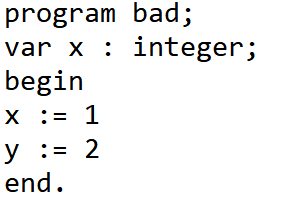 program bad;
var x : integer;
begin
x := 1
y := 2
end.